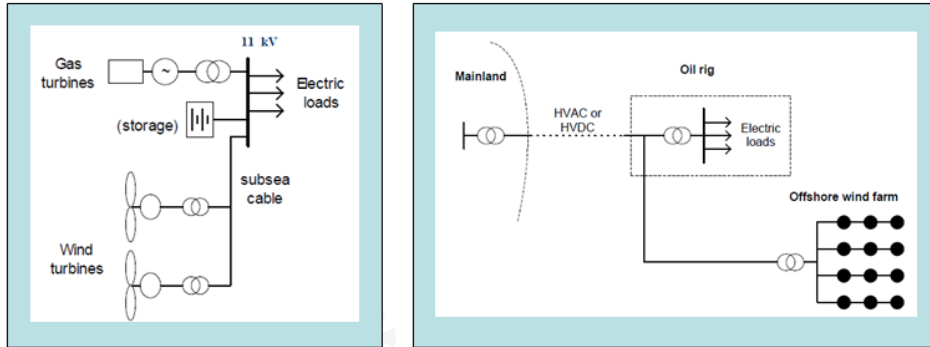 11 kV
Gas
turbines
~
Electric
loads
(storage)
subsea
cable
Wind
turbines
Mainland
Oil rig
HVAC or
HVDC
Electric
loads
Offshore wind farm